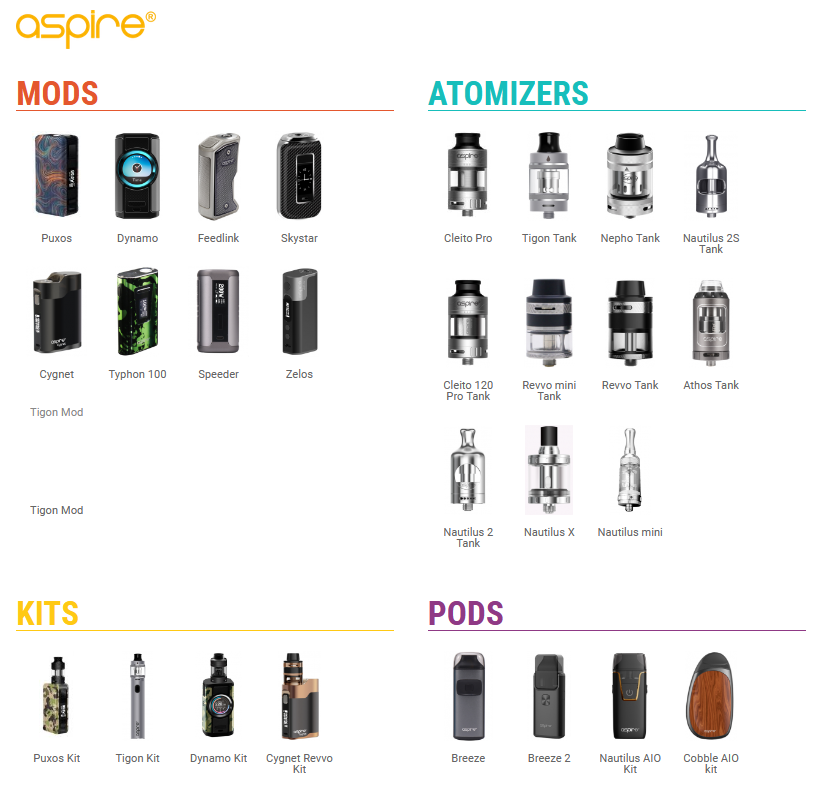 aspire®
MODS
Puxos
Dynamo
Feedlink
Skystar
Cygnet
Typhon 100
Speeder
Zelos
Tigon Mod
Tigon Mod
ATOMIZERS
aspire
Cleito Pro
Tigon Tank
Nepho Tank
Nautilus 2S
Tank
Cleito 120
Pro Tank
Revvo mini
Tank
Revvo Tank
Athos Tank
Nautilus 2
Tank
Nautilus X
Nautilus mini
KITS
Puxos Kit
Tigon Kit
Dynamo Kit
Cygnet Revvo
Kit
PODS
Breeze
Breeze 2
Nautilus AIO
Kit
Cobble AIO
kit